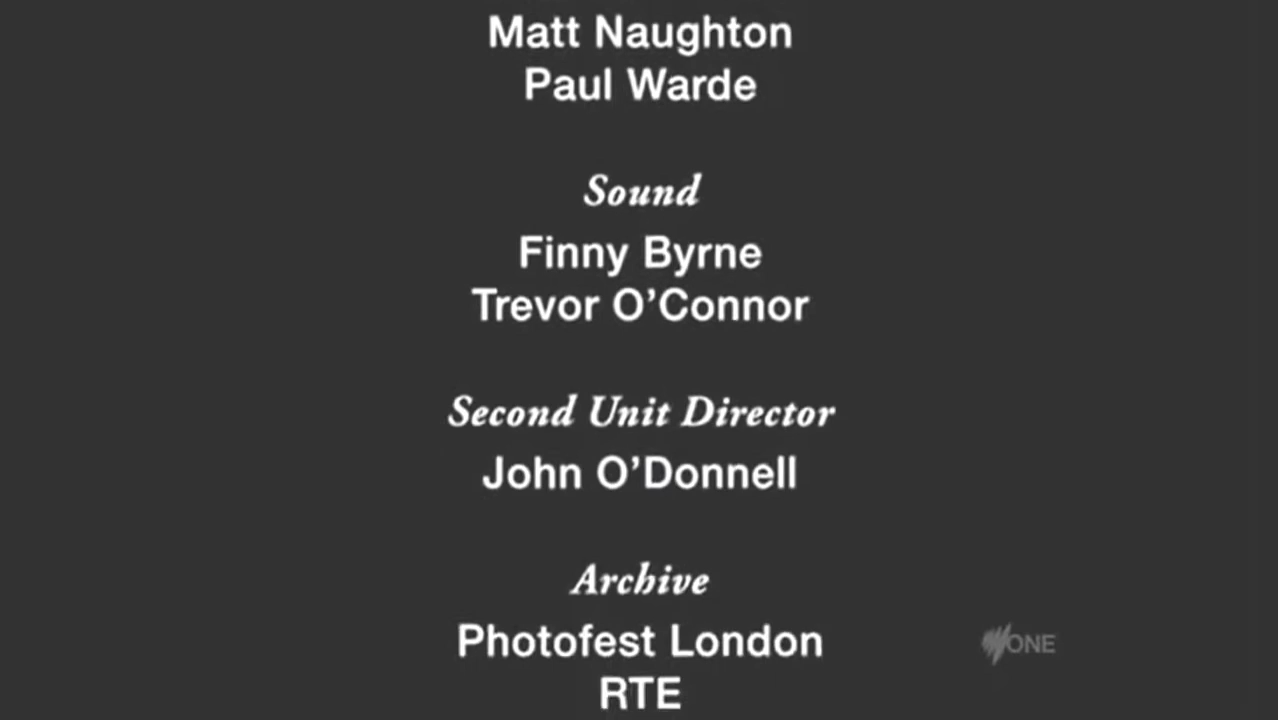 Matt Naughton
Paul Warde
Sound
Finny Byrne
Trevor O'Connor
Second Unit Director
John O'Donnell
Archive
Photofest London
ONE
RTE